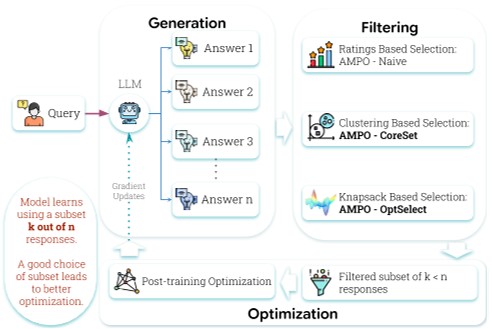 Generation
Filtering
LLM
Query
Answer 1
Answer 2
Answer 3
Answer n
Ratings Based Selection:
AMPO - Naive
Clustering Based Selection:
AMPO - CoreSet
Knapsack Based Selection:
AMPO - OptSelect
Gradient
Updates
Model learns
using a subset
k out of n
responses.
A good choice
of subset leads
to better
optimization.
Post-training Optimization
Filtered subset of k < n
responses
Optimization